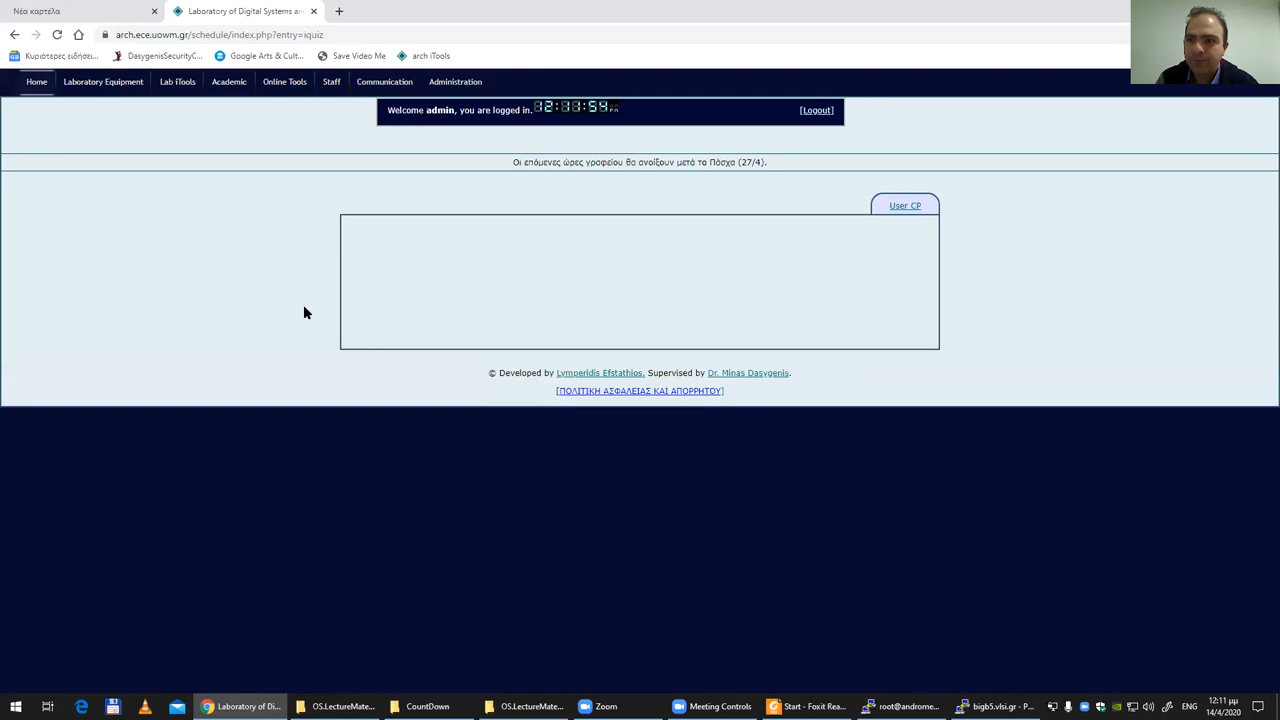 Νέα καρτέλα
Laboratory of Digital Systems an
arch.ece.uowm.gr/schedule/index.php?entry=iquiz
Κυριότερες ειδήσει...
DasygenisSecurityC...
Google Arts & Cult...
Save Video Me
arch iTools
Home
Laboratory Equipment
Lab iTools
Academic
Online Tools
Staff
Communication
Administration
Welcome admin, you are logged in. 12:11:54 PM
[Logout]
Οι επόμενες ώρες γραφείου θα ανοίξουν μετά το Πάσχα (27/4).
User CP
© Developed by Lymperidis Efstathios. Supervised by Dr. Minas Dasygenis.
[ΠΟΛΙΤΙΚΗ ΑΣΦΑΛΕΙΑΣ ΚΑΙ ΑΠΟΡΡΗΤΟΥ]
Laboratory of Di...
OS.LectureMate...
CountDown
OS.LectureMate...
Zoom
Meeting Controls
Start - Foxit Rea...
root@androme...
bigb5.vlsi.gr - P...
12:11 μμ
14/4/2020